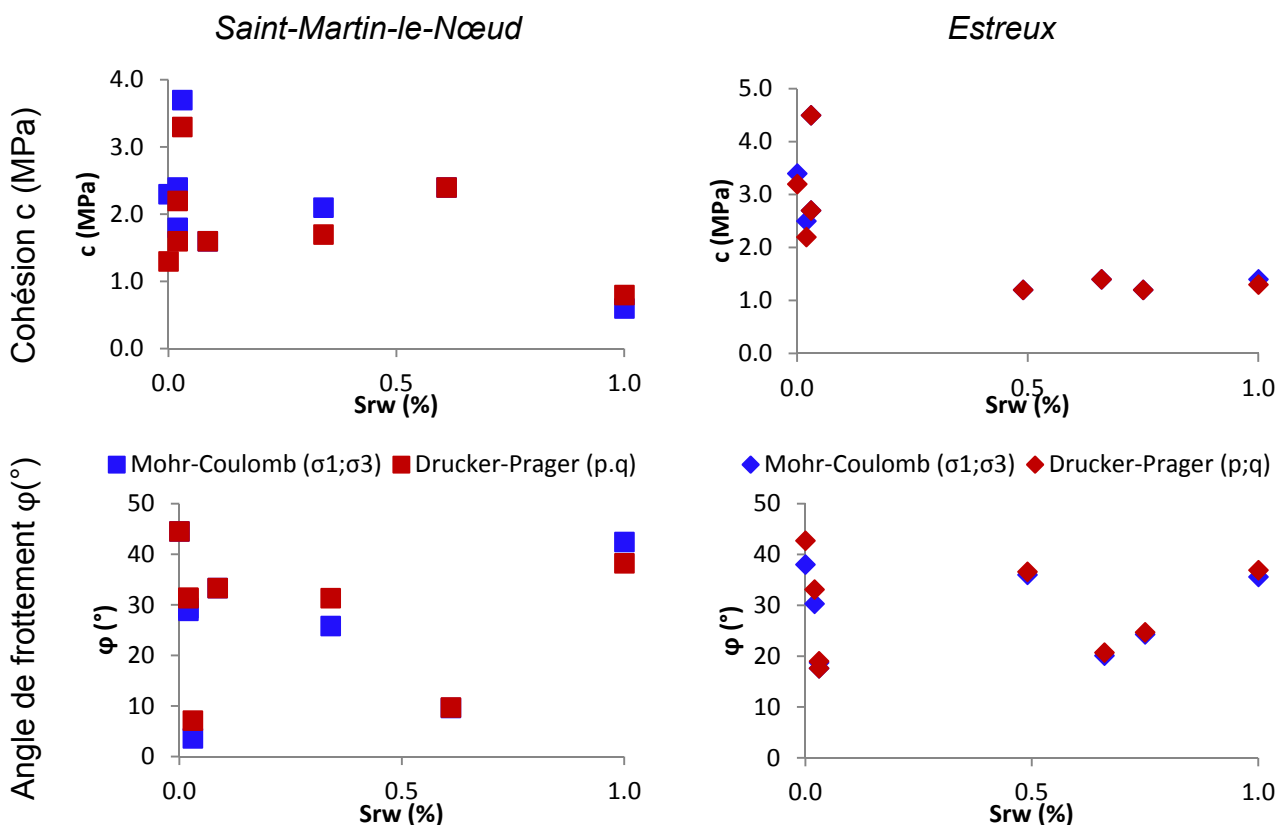 Saint-Martin-le-Nœud
Estreux
Cohésion c (MPa)
c (MPa)
4.0
3.0
2.0
1.0
0.0
0.0
0.5
1.0
Srw (%)
c (MPa)
5.0
4.0
3.0
2.0
1.0
0.0
0.0
0.5
1.0
Srw (%)
Angle de frottement φ(°)
Mohr-Coulomb (σ1;σ3) Drucker-Prager (p.q)
φ (°)
50
40
30
20
10
0
0.0
0.5
1.0
Srw (%)
Mohr-Coulomb (σ1;σ3) Drucker-Prager (p;q)
φ (°)
50
40
30
20
10
0
0.0
0.5
1.0
Srw (%)